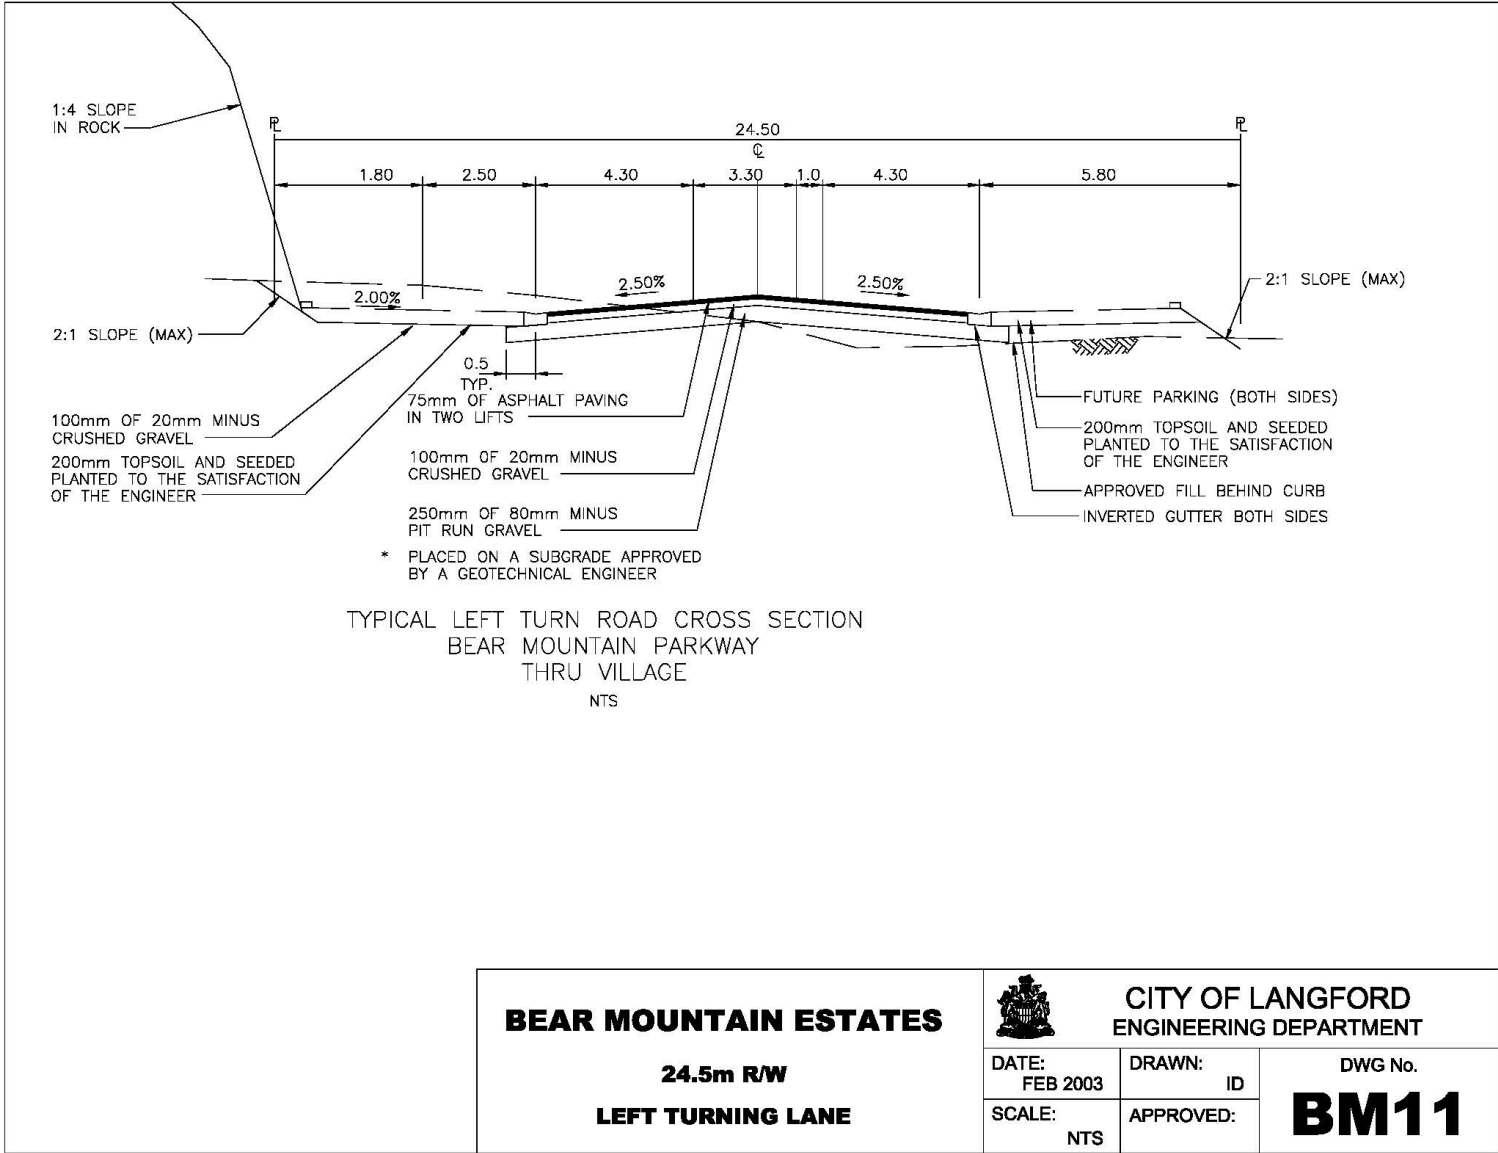 1:4 SLOPE
IN ROCK
PL
24.50
PL
CL
1.80
2.50
4.30
3.30
1.0
4.30
5.80
2:1 SLOPE (MAX)
2.00%
2.50%
2.50%
2:1 SLOPE (MAX)
0.5
TYP.
100mm OF 20mm MINUS
CRUSHED GRAVEL
200mm TOPSOIL AND SEEDED
PLANTED TO THE SATISFACTION
OF THE ENGINEER
75mm OF ASPHALT PAVING
IN TWO LIFTS
100mm OF 20mm MINUS
CRUSHED GRAVEL
250mm OF 80mm MINUS
PIT RUN GRAVEL
* PLACED ON A SUBGRADE APPROVED
BY A GEOTECHNICAL ENGINEER
FUTURE PARKING (BOTH SIDES)
200mm TOPSOIL AND SEEDED
PLANTED TO THE SATISFACTION
OF THE ENGINEER
APPROVED FILL BEHIND CURB
INVERTED GUTTER BOTH SIDES
TYPICAL LEFT TURN ROAD CROSS SECTION
BEAR MOUNTAIN PARKWAY
THRU VILLAGE
NTS
BEAR MOUNTAIN ESTATES
24.5m R/W
LEFT TURNING LANE
CITY OF LANGFORD
ENGINEERING DEPARTMENT
DATE:
FEB 2003
DRAWN:
ID
SCALE:
NTS
APPROVED:
DWG No.
BM11